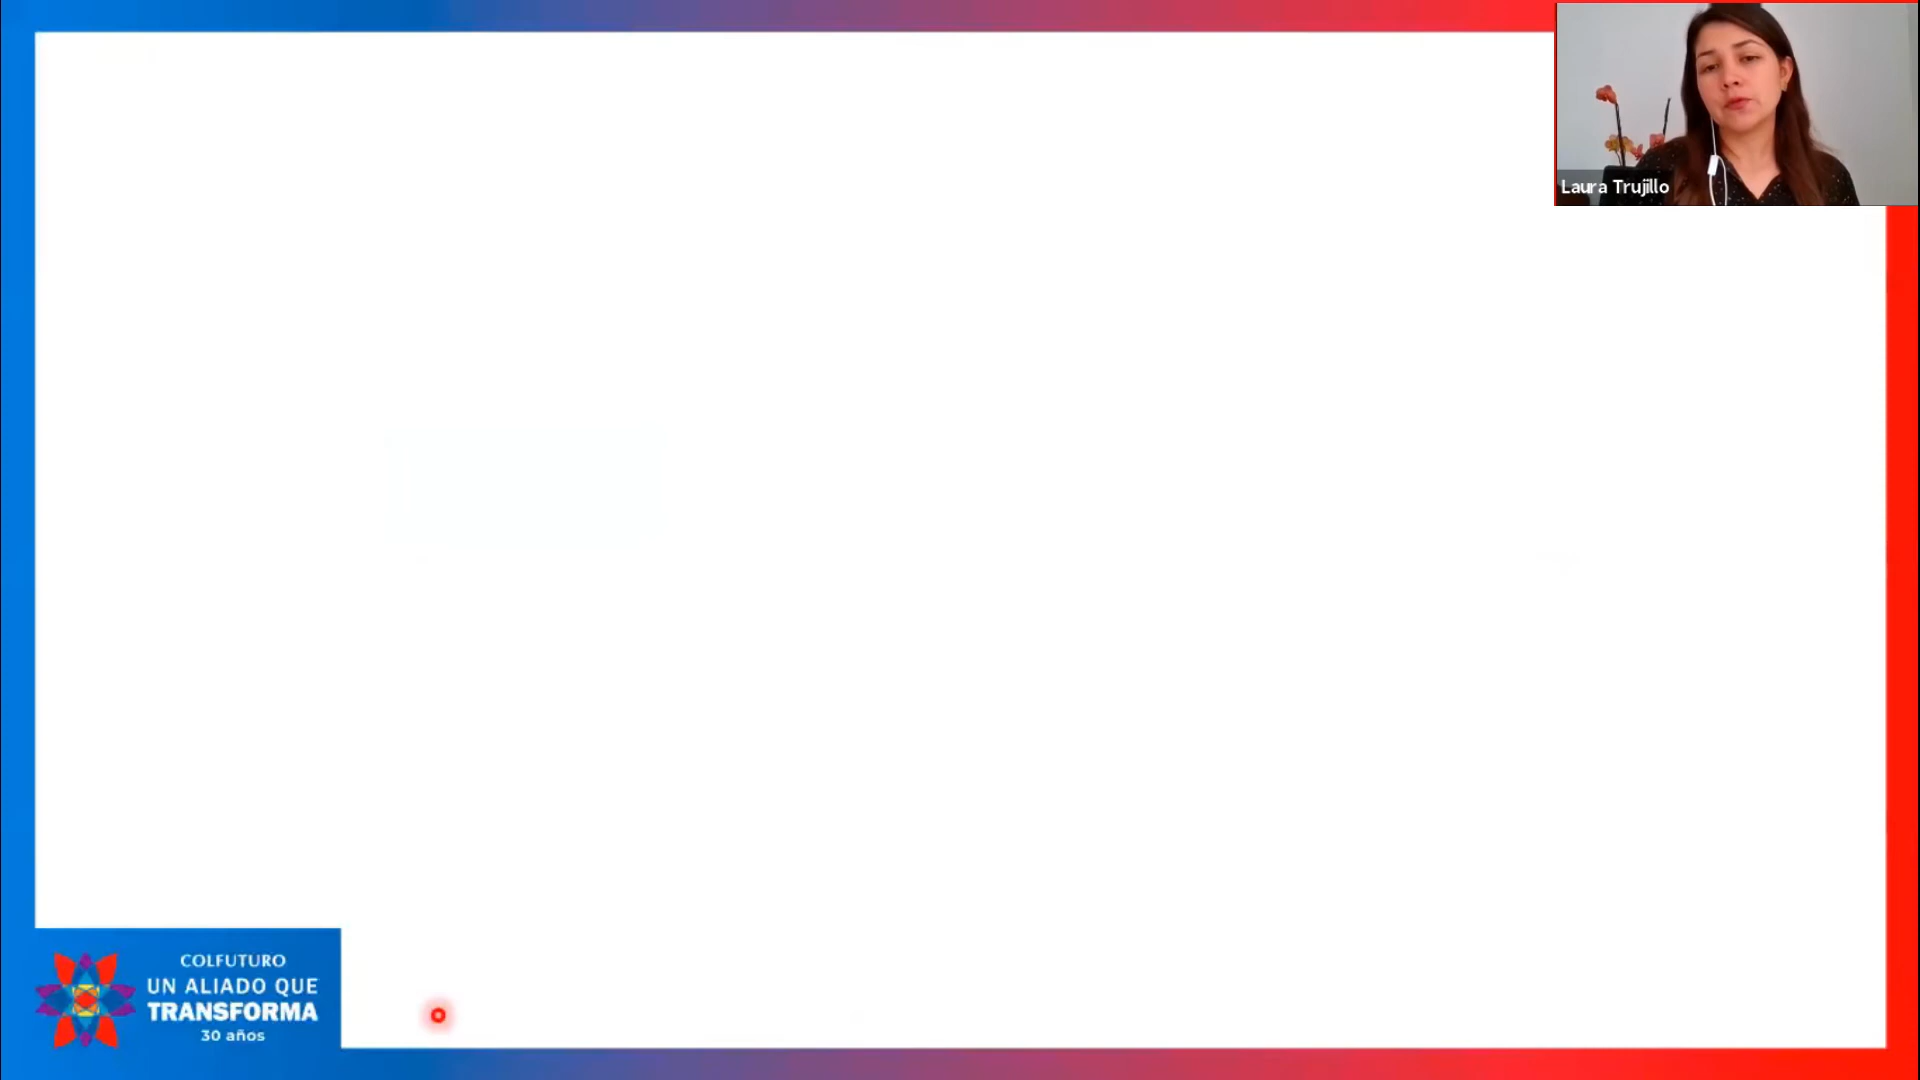 Laura Trujillo
COLFUTURO
UN ALIADO QUE
TRANSFORMA
30 años